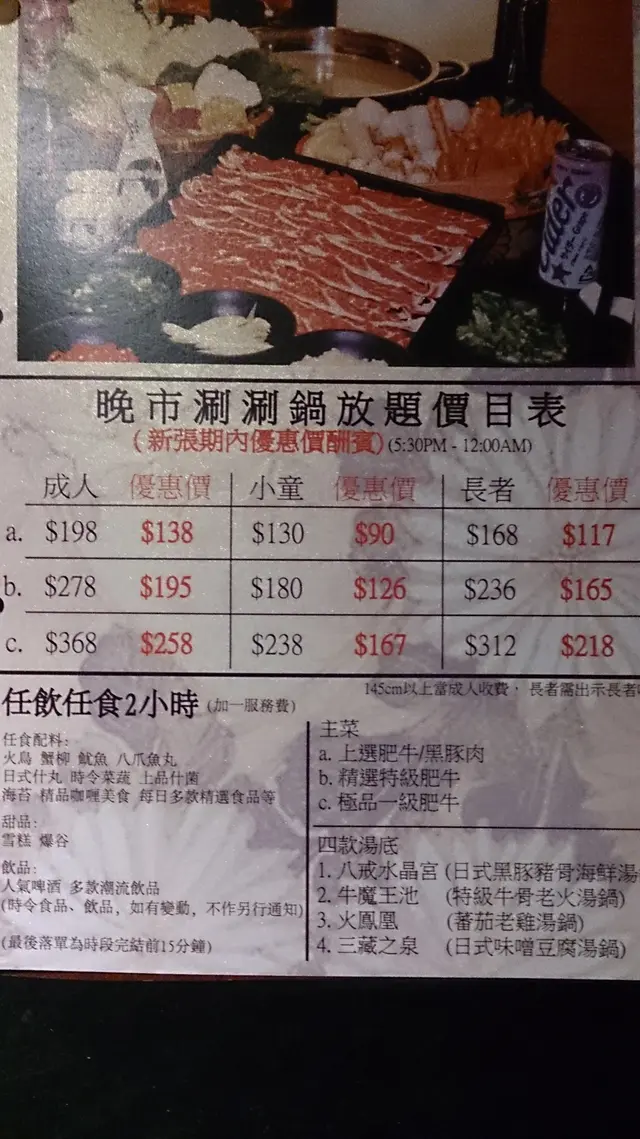 Cider
晚市涮涮鍋放題價目表
(新張期內優惠價酬賓)(5:30PM - 12:00AM)
成人 優惠價 小童 優惠價 長者 優惠價
a. $198 $138 $130 $90 $168 $117
b. $278 $195 $180 $126 $236 $165
c. $368 $258 $238 $167 $312 $218
145cm以上當成人收費， 長者需出示長者
任飲任食2小時 (加一服務費)
任食配料:
火鳥 蟹柳 魷魚 八爪魚丸
日式什丸 時令菜蔬 上品什菌
海苔 精品咖喱美食 每日多款精選食品等
甜品:
雪糕 爆谷
飲品:
人氣啤酒 多款潮流飲品
(時令食品、飲品，如有變動，不作另行通知)
(最後落單為時段完結前15分鐘)
主菜
a. 上選肥牛/黑豚肉
b. 精選特級肥牛
c. 極品一級肥牛
四款湯底
1. 八戒水晶宮 (日式黑豚豬骨海鮮湯
2. 牛魔王池 (特級牛骨老火湯鍋)
3. 火鳳凰 (蕃茄老雞湯鍋)
4. 三藏之泉 (日式味噌豆腐湯鍋)